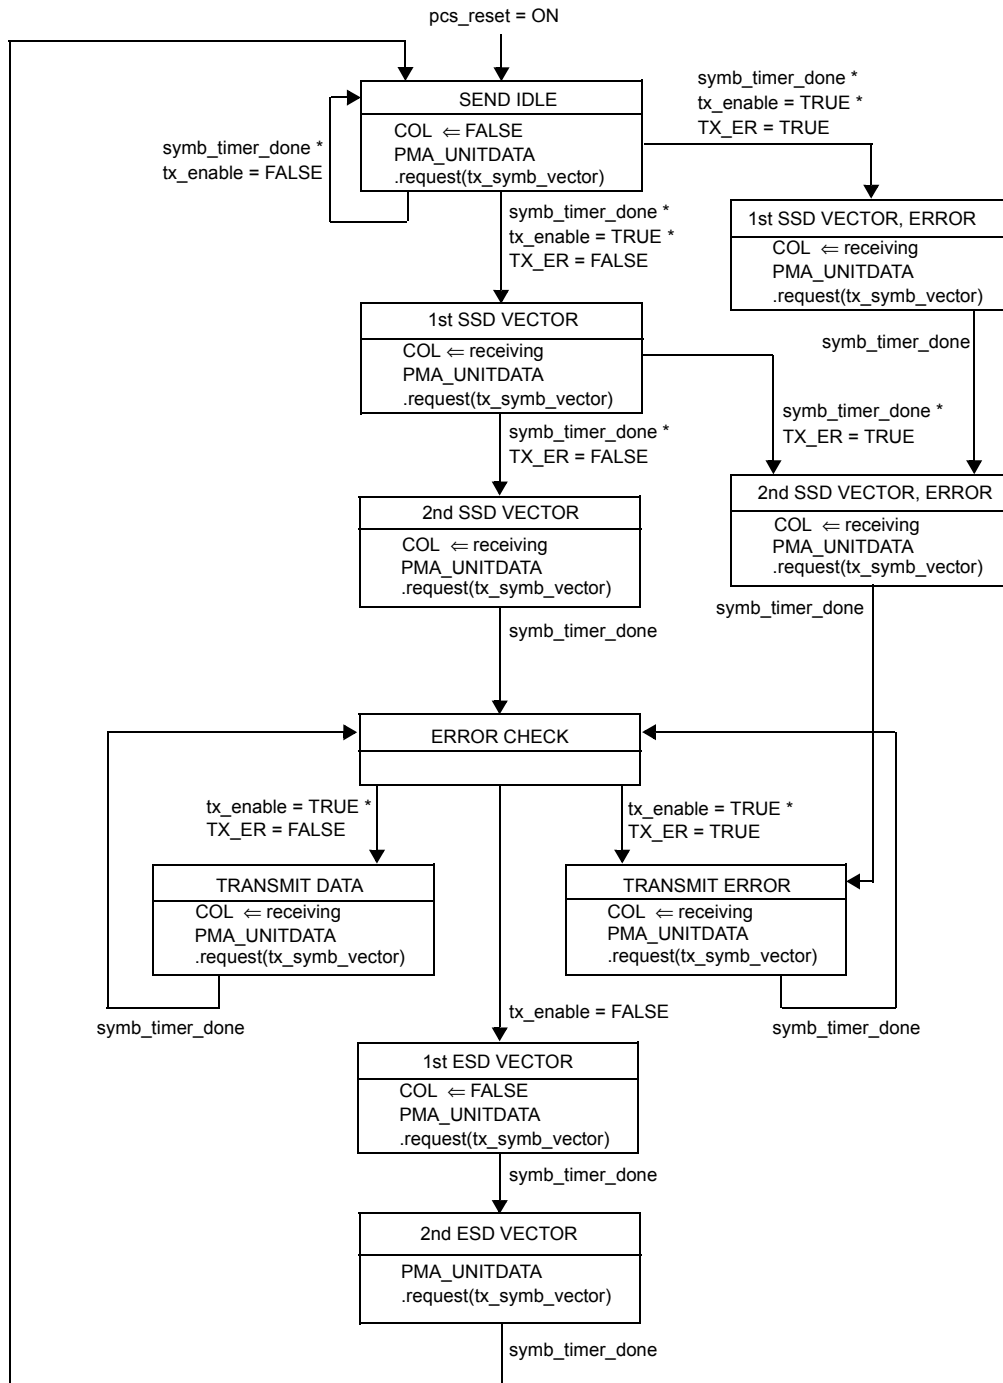 pcs_reset = ON
SEND IDLE
COL ⇐ FALSE
PMA_UNITDATA
.request(tx_symb_vector)
symb_timer_done *
tx_enable = FALSE
symb_timer_done *
tx_enable = TRUE *
TX_ER = TRUE
symb_timer_done *
tx_enable = TRUE *
TX_ER = FALSE
1st SSD VECTOR, ERROR
COL ⇐ receiving
PMA_UNITDATA
.request(tx_symb_vector)
symb_timer_done
1st SSD VECTOR
COL ⇐ receiving
PMA_UNITDATA
.request(tx_symb_vector)
symb_timer_done *
TX_ER = TRUE
symb_timer_done *
TX_ER = FALSE
2nd SSD VECTOR
COL ⇐ receiving
PMA_UNITDATA
.request(tx_symb_vector)
symb_timer_done
2nd SSD VECTOR, ERROR
COL ⇐ receiving
PMA_UNITDATA
.request(tx_symb_vector)
symb_timer_done
ERROR CHECK
tx_enable = TRUE *
TX_ER = FALSE
tx_enable = TRUE *
TX_ER = TRUE
TRANSMIT DATA
COL ⇐ receiving
PMA_UNITDATA
.request(tx_symb_vector)
symb_timer_done
TRANSMIT ERROR
COL ⇐ receiving
PMA_UNITDATA
.request(tx_symb_vector)
symb_timer_done
tx_enable = FALSE
1st ESD VECTOR
COL ⇐ FALSE
PMA_UNITDATA
.request(tx_symb_vector)
symb_timer_done
2nd ESD VECTOR
PMA_UNITDATA
.request(tx_symb_vector)
symb_timer_done